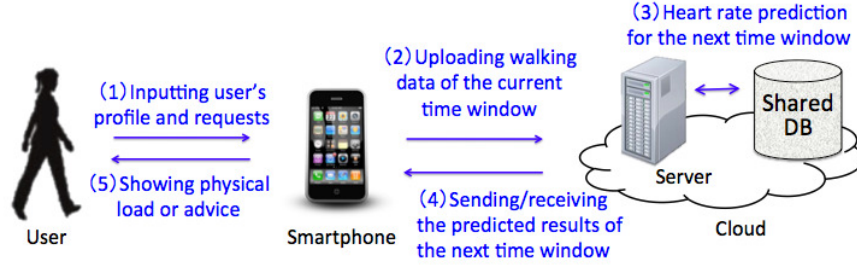 (3) Heart rate prediction
for the next time window
(2) Uploading walking
data of the current
time window
(1) Inputting user's
profile and requests
Shared
DB
(5) Showing physical
load or advice
(4) Sending/receiving
the predicted results of
the next time window
Server
Cloud
User
Smartphone